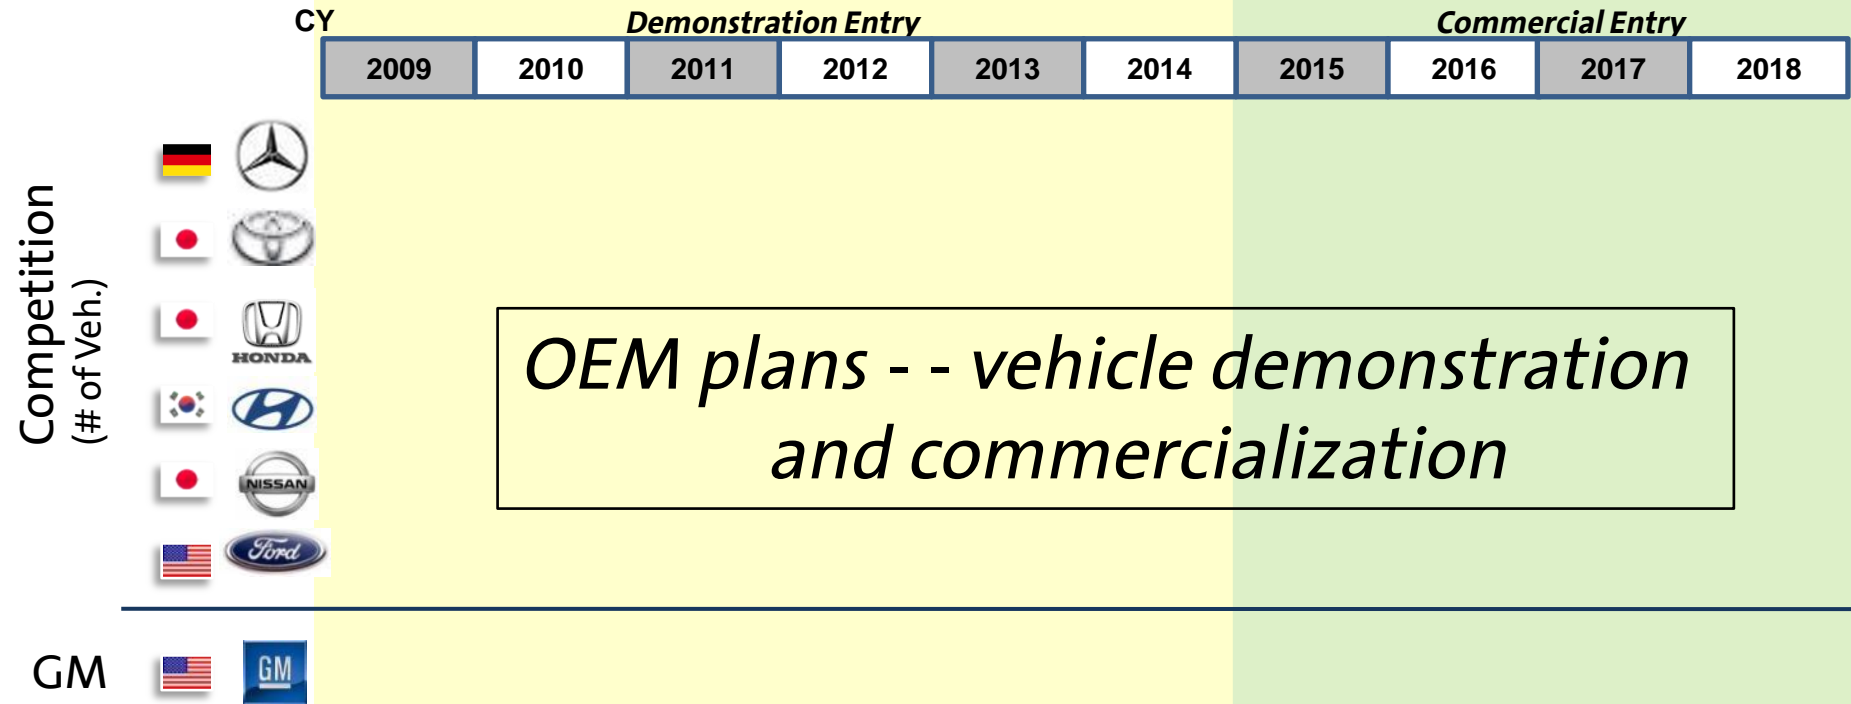 CY
Demonstration Entry
Commercial Entry
2009 2010 2011 2012 2013 2014 2015 2016 2017 2018
Competition
(# of Veh.)
HONDA
NISSAN
Ford
OEM plans - - vehicle demonstration
and commercialization
GM
GM